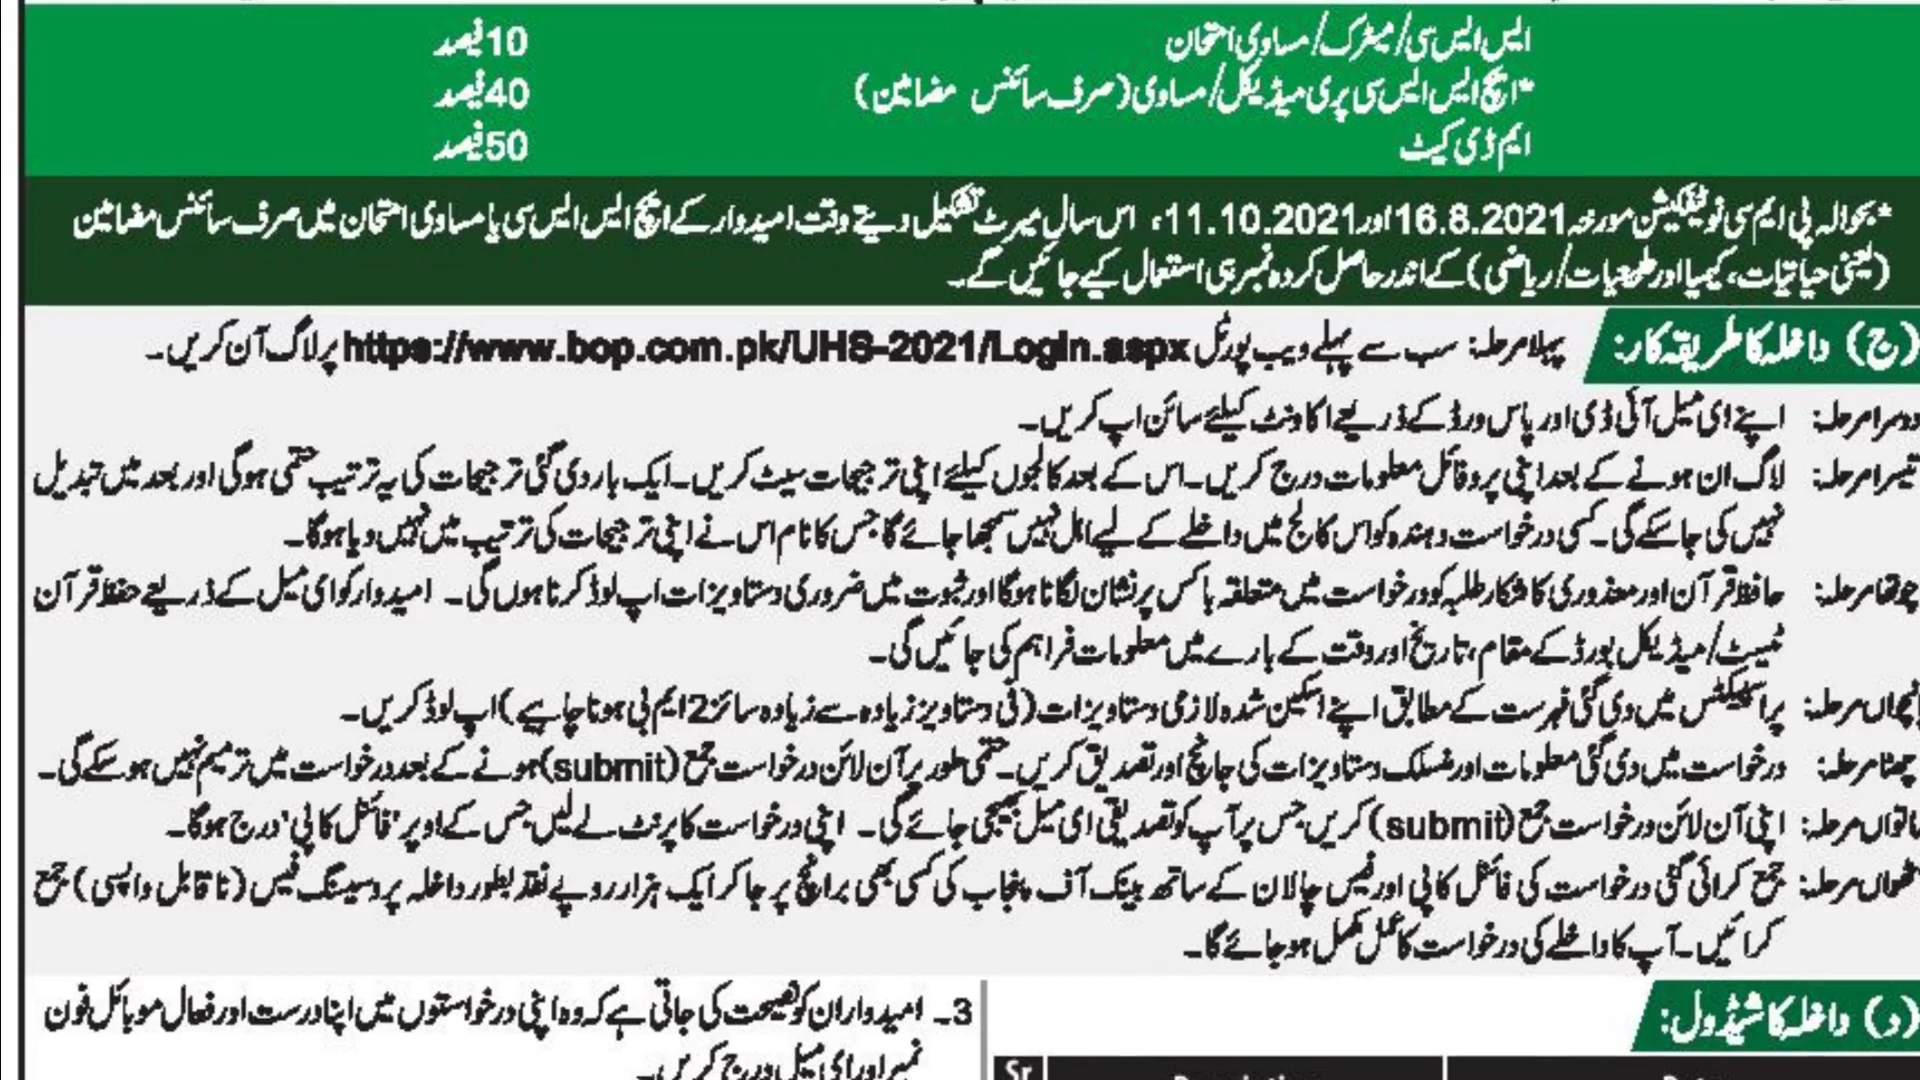 ایس ایس سی/میٹرک/مساوی امتحان 10فیصد
*ایچ ایس ایس سی پری میڈیکل/مساوی(صرف سائنس مضامین) 40فیصد
ایم ڈی کیٹ 50فیصد
*بحوالہ پی ایم سی نوٹیفکیشن مورخہ 16.8.2021 اور 11.10.2021، اس سال میرٹ تشکیل دیتے وقت امیدوار کے ایچ ایس ایس سی یا مساوی امتحان میں صرف سائنس مضامین
(یعنی حیاتیات، کیمیا اور طبعیات/ریاضی) کے اندر حاصل کردہ نمبر ہی استعمال کیے جائیں گے۔
(ج) داخلہ کا طریقہ کار: پہلا مرحلہ: سب سے پہلے ویب پورٹل https://www.bop.com.pk/UHS-2021/Login.aspx پر لاگ آن کریں۔
دوسرا مرحلہ: اپنے ای میل آئی ڈی اور پاس ورڈ کے ذریعے اکاونٹ کیلئے سائن اپ کریں۔
تیسرا مرحلہ: لاگ ان ہونے کے بعد اپنی پروفائل معلومات درج کریں۔ اس کے بعد کالجوں کیلئے اپنی ترجیحات سیٹ کریں۔ ایک بار دی گئی ترجیحات کی یہ ترتیب حتمی ہوگی اور بعد میں تبدیل
نہیں کی جاسکے گی۔ کسی درخواست دہندہ کو اس کالج میں داخلے کے لیے اہل نہیں سمجھا جائے گا جس کا نام اس نے اپنی ترجیحات کی ترتیب میں نہیں دیا ہوگا۔
چوتھا مرحلہ: حافظ قرآن اور معذوری کا شکار طلبہ کو درخواست میں متعلقہ باکس پر نشان لگانا ہوگا اور ثبوت میں ضروری دستاویزات اپ لوڈ کرنا ہوں گی۔ امیدوار کو ای میل کے ذریعے حفظ قرآن
ٹیسٹ/میڈیکل بورڈ کے مقام، تاریخ اور وقت کے بارے میں معلومات فراہم کی جائیں گی۔
مرحلہ: پراسپیکٹس میں دی گئی فہرست کے مطابق اپنے اسکین شدہ لازمی دستاویزات (فی دستاویز زیادہ سے زیادہ سائز 2 ایم بی ہونا چاہیے) اپ لوڈ کریں۔
چھٹا مرحلہ: درخواست میں دی گئی معلومات اور منسلک دستاویزات کی جانچ اور تصدیق کریں۔ حتمی طور پر آن لائن درخواست جمع (submit) ہونے کے بعد درخواست میں ترمیم نہیں ہوسکے گی۔
مرحلہ: اپنی آن لائن درخواست جمع (submit) کریں جس پر آپ کو تصدیقی ای میل بھیجی جائے گی۔ اپنی درخواست کا پرنٹ لے لیں جس کے اوپر 'فائنل کاپی' درج ہوگا۔
مرحلہ: جمع کرائی گئی درخواست کی فائنل کاپی اور فیس چالان کے ساتھ بینک آف پنجاب کی کسی بھی برانچ پر جاکر ایک ہزار روپے نقد بطور داخلہ پروسیسنگ فیس (ناقابل واپسی) جمع
کرائیں۔ آپ کا داخلے کی درخواست کا عمل مکمل ہو جائے گا۔
(د) داخلہ کا شیڈول:
Sr
3۔ امیدواران کو نصیحت کی جاتی ہے کہ وہ اپنی درخواستوں میں اپنا درست اور فعال موبائل فون
نمبر اور ای میل درج کریں۔